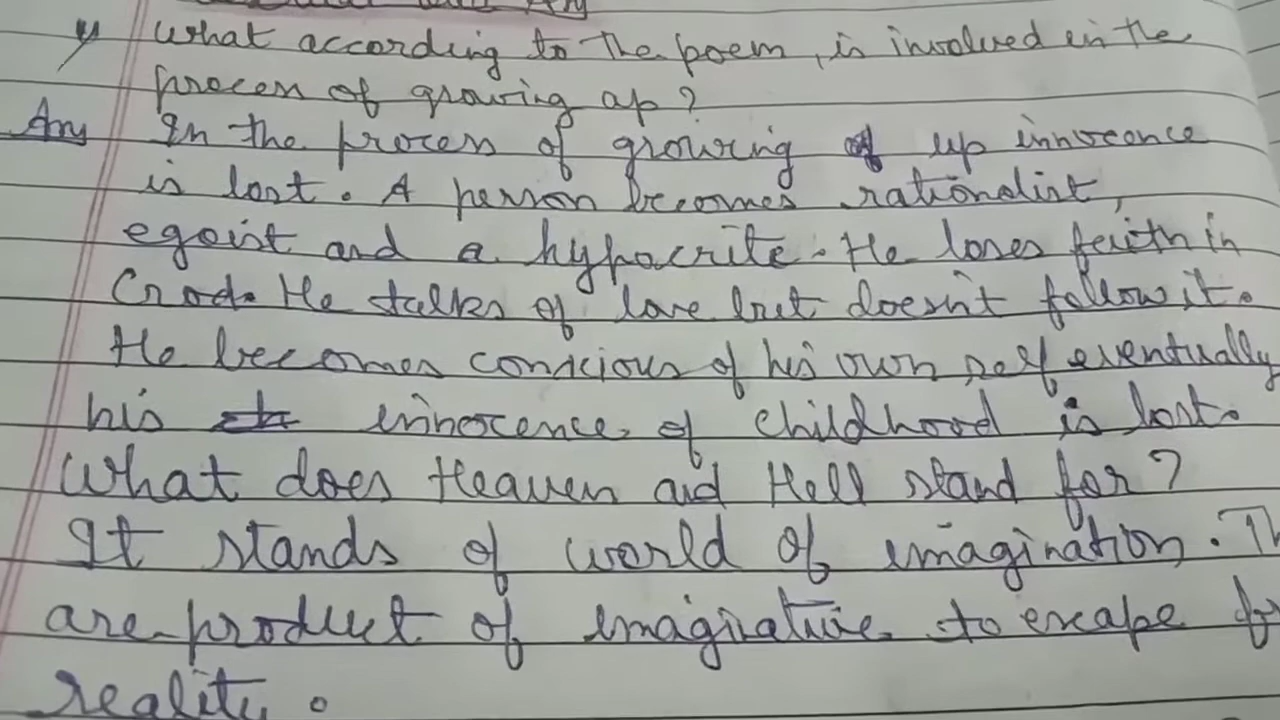 What according to the poem, is involved in the
process of growing up?
Ans In the process of growing up innocence
is lost. A person becomes rationalist,
egoist and a hypocrite. He loses faith in
God. He talks of love but doesn't follow it.
He becomes conscious of his own self eventually
his innocence of childhood is lost.
What does Heaven and Hell stand for?
It stands of world of imagination. Th
are product of imaginative to escape
reality.